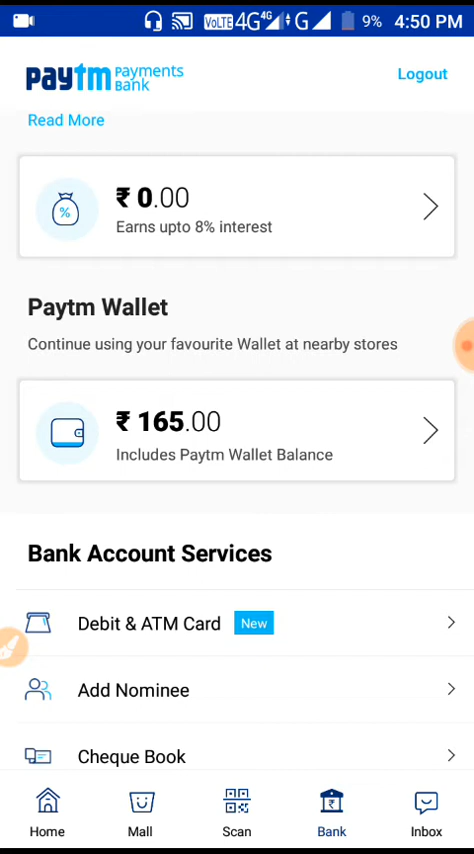 VoLTE 4G 4G G 9% 4:50 PM
paytm Payments Bank
Logout
Read More
%
₹ 0.00
Earns upto 8% interest
Paytm Wallet
Continue using your favourite Wallet at nearby stores
₹ 165.00
Includes Paytm Wallet Balance
Bank Account Services
Debit & ATM Card New
Add Nominee
Cheque Book
₹
Home Mall Scan Bank Inbox